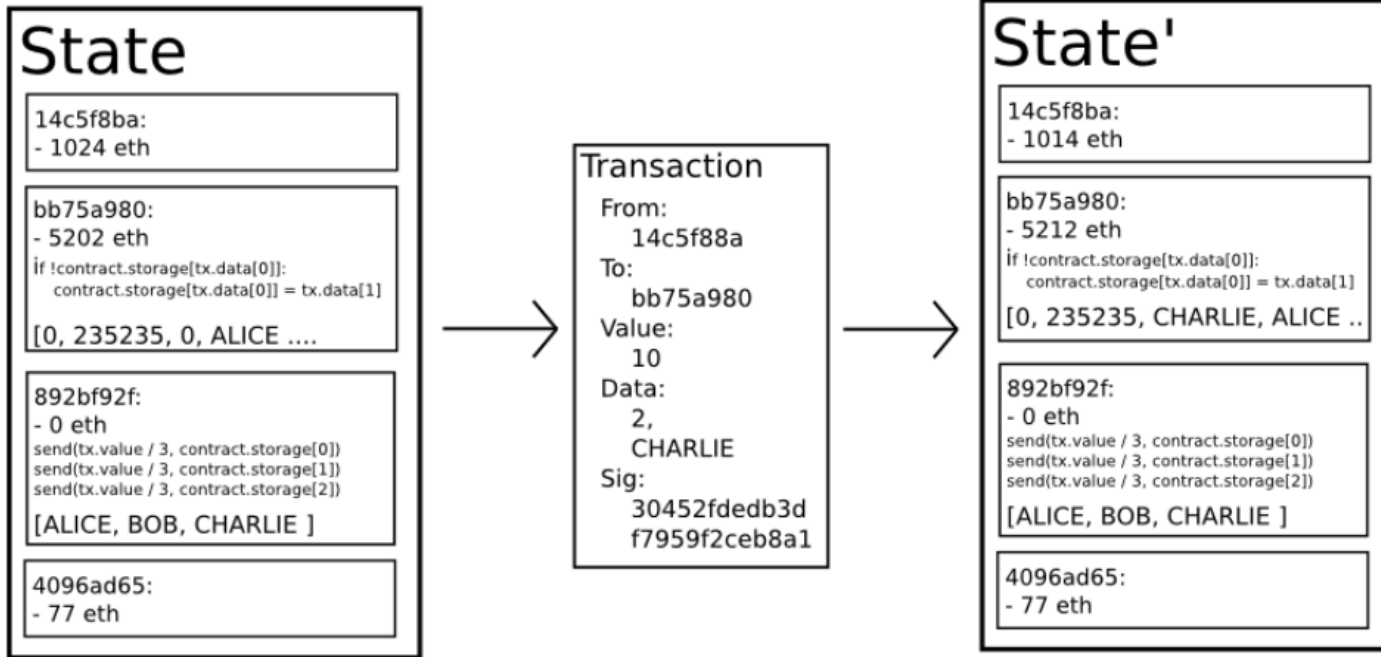 State
14c5f8ba:
- 1024 eth
bb75a980:
- 5202 eth
if !contract.storage[tx.data[0]]:
contract.storage[tx.data[0]] = tx.data[1]
[0, 235235, 0, ALICE ....
892bf92f:
- 0 eth
send(tx.value / 3, contract.storage[0])
send(tx.value / 3, contract.storage[1])
send(tx.value / 3, contract.storage[2])
[ALICE, BOB, CHARLIE ]
4096ad65:
- 77 eth
Transaction
From:
14c5f88a
To:
bb75a980
Value:
10
Data:
2,
CHARLIE
Sig:
30452fdedb3d
f7959f2ceb8a1
State'
14c5f8ba:
- 1014 eth
bb75a980:
- 5212 eth
if !contract.storage[tx.data[0]]:
contract.storage[tx.data[0]] = tx.data[1]
[0, 235235, CHARLIE, ALICE ..
892bf92f:
- 0 eth
send(tx.value / 3, contract.storage[0])
send(tx.value / 3, contract.storage[1])
send(tx.value / 3, contract.storage[2])
[ALICE, BOB, CHARLIE ]
4096ad65:
- 77 eth